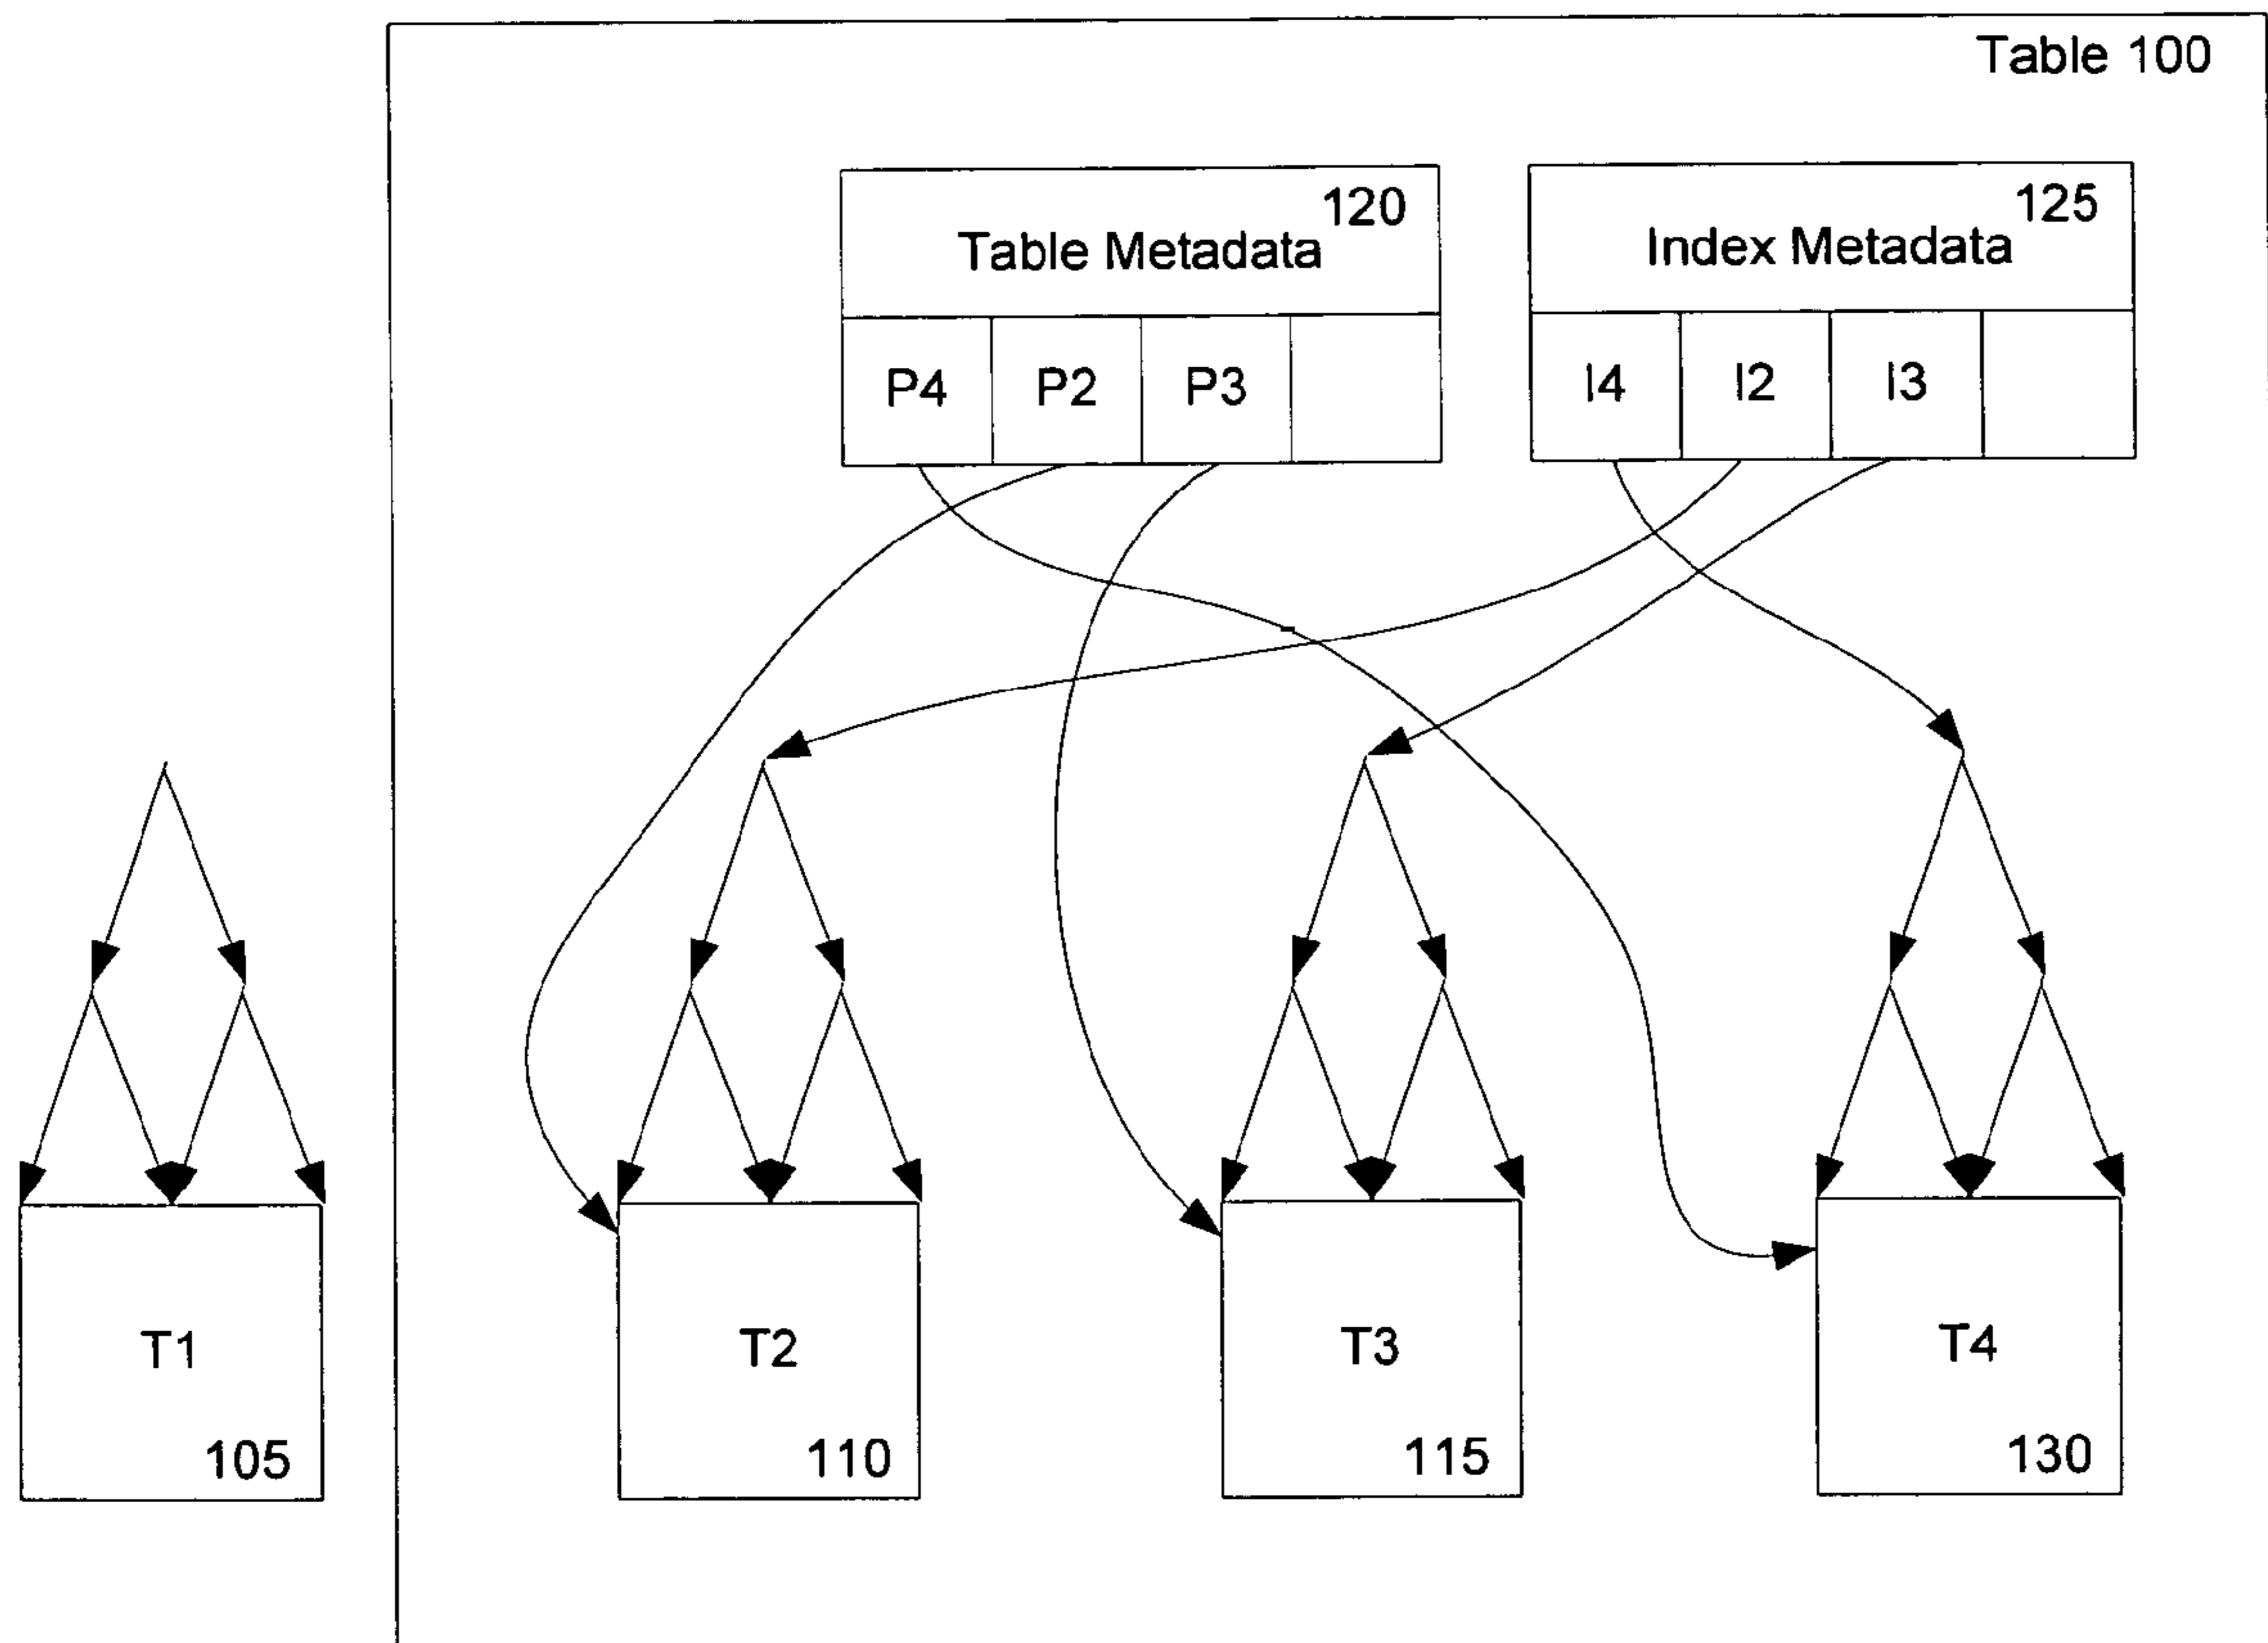 Table 100
120
Table Metadata
125
Index Metadata
P4 P2 P3
I4 I2 I3
T1
105
T2
110
T3
115
T4
130